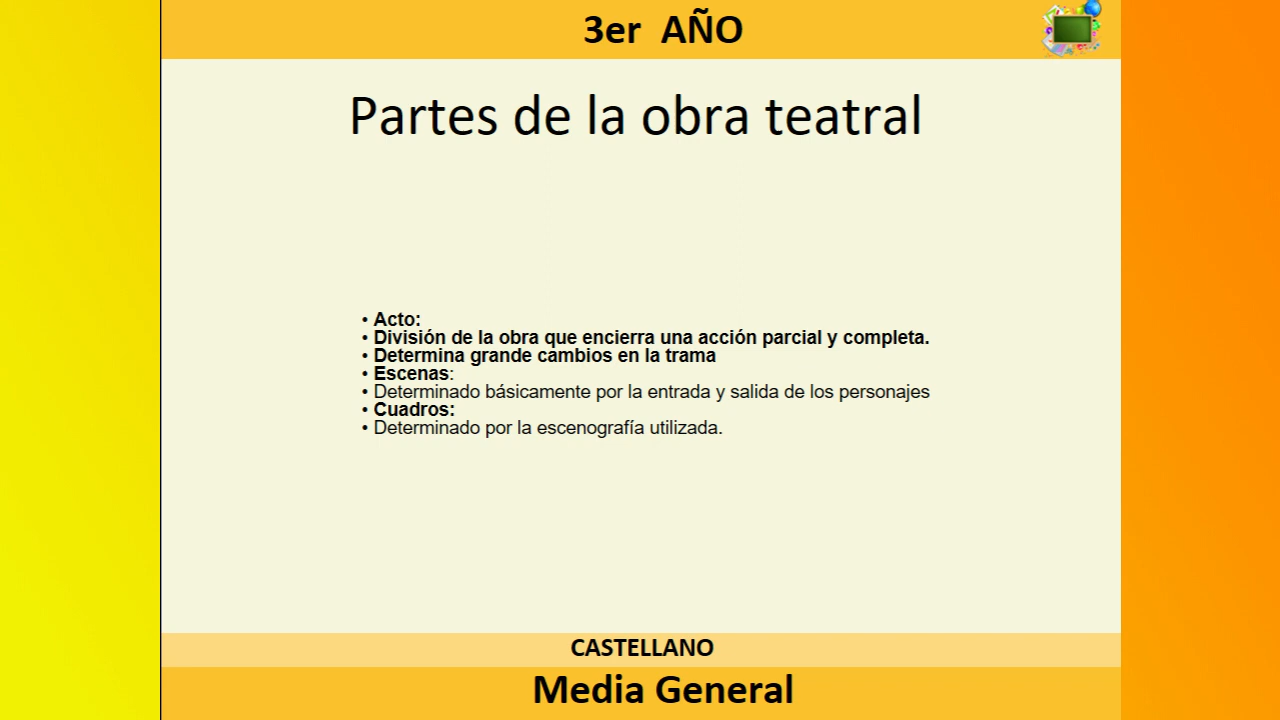 3er AÑO
Partes de la obra teatral
• Acto:
• División de la obra que encierra una acción parcial y completa.
• Determina grande cambios en la trama
• Escenas:
• Determinado básicamente por la entrada y salida de los personajes
• Cuadros:
• Determinado por la escenografía utilizada.
CASTELLANO
Media General